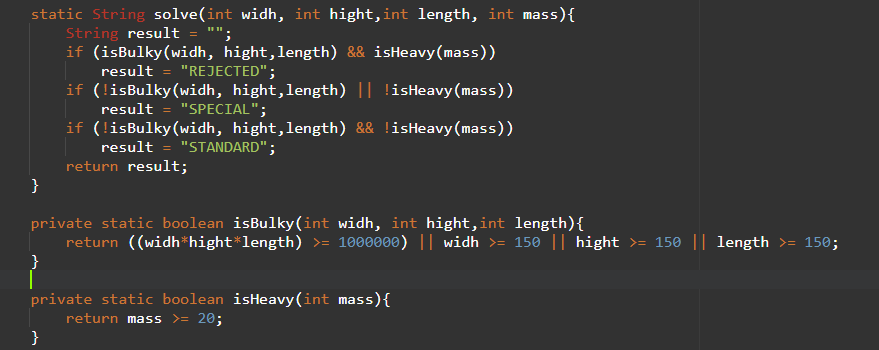 static String solve(int widh, int hight,int length, int mass){
String result = "";
if (isBulky(widh, hight,length) && isHeavy(mass))
result = "REJECTED";
if (!isBulky(widh, hight,length) || !isHeavy(mass))
result = "SPECIAL";
if (!isBulky(widh, hight,length) && !isHeavy(mass))
result = "STANDARD";
return result;
}
private static boolean isBulky(int widh, int hight,int length){
return ((widh*hight*length) >= 1000000) || widh >= 150 || hight >= 150 || length >= 150;
}
private static boolean isHeavy(int mass){
return mass >= 20;
}